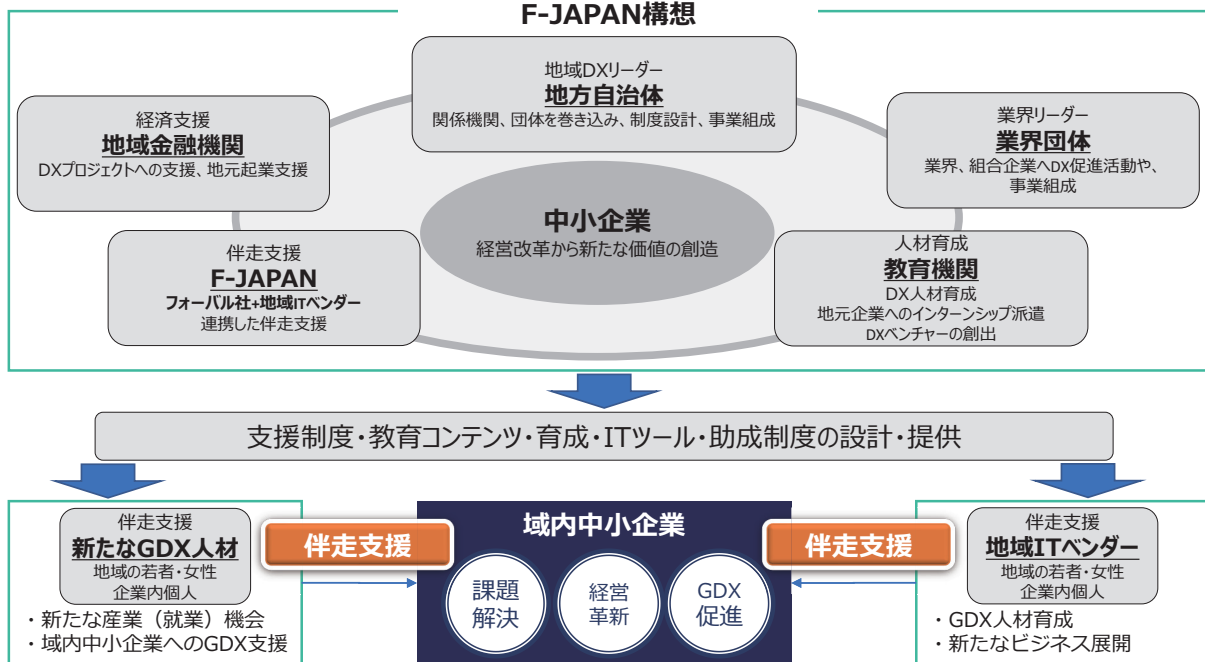 F-JAPAN構想
地域DXリーダー
地方自治体
関係機関、団体を巻き込み、制度設計、事業組成
経済支援
地域金融機関
DXプロジェクトへの支援、地元起業支援
業界リーダー
業界団体
業界、組合企業へDX促進活動や、
事業組成
中小企業
経営改革から新たな価値の創造
伴走支援
F-JAPAN
フォーバル社+地域ITベンダー
連携した伴走支援
人材育成
教育機関
DX人材育成
地元企業へのインターンシップ派遣
DXベンチャーの創出
支援制度・教育コンテンツ・育成・ITツール・助成制度の設計・提供
伴走支援
新たなGDX人材
地域の若者・女性
企業内個人
・新たな産業（就業）機会
・域内中小企業へのGDX支援
伴走支援
域内中小企業
課題
解決
経営
革新
GDX
促進
伴走支援
伴走支援
地域ITベンダー
地域の若者・女性
企業内個人
・GDX人材育成
・新たなビジネス展開